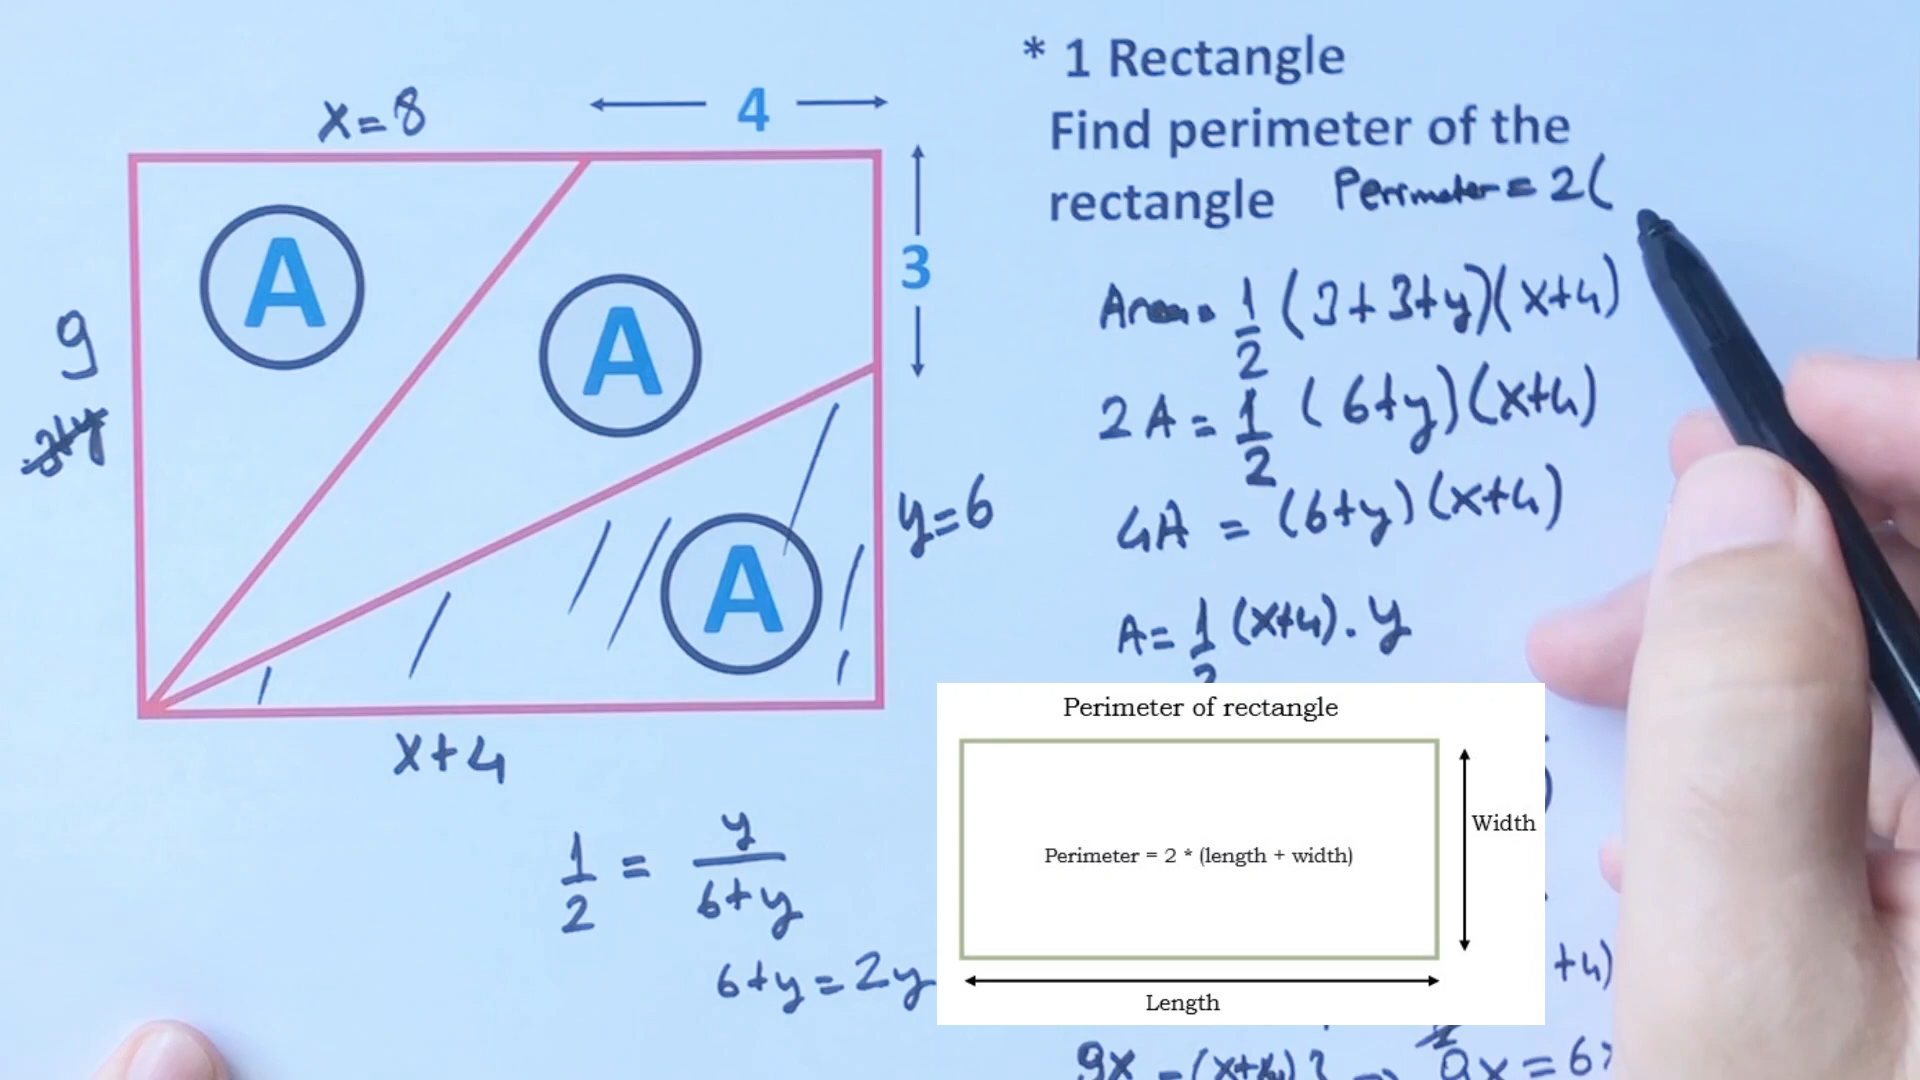 * 1 Rectangle
Find perimeter of the
rectangle Perimeter = 2(
x=8
4
A
A
3
9
3+y
A
y=6
x+4
Area = 1/2 (3+3+y)(x+4)
2A = 1/2 (6+y)(x+4)
4A = (6+y)(x+4)
A = 1/2 (x+4).y
1/2 = y/(6+y)
6+y=2y
Perimeter of rectangle
Perimeter = 2 * (length + width)
Width
Length
+4)